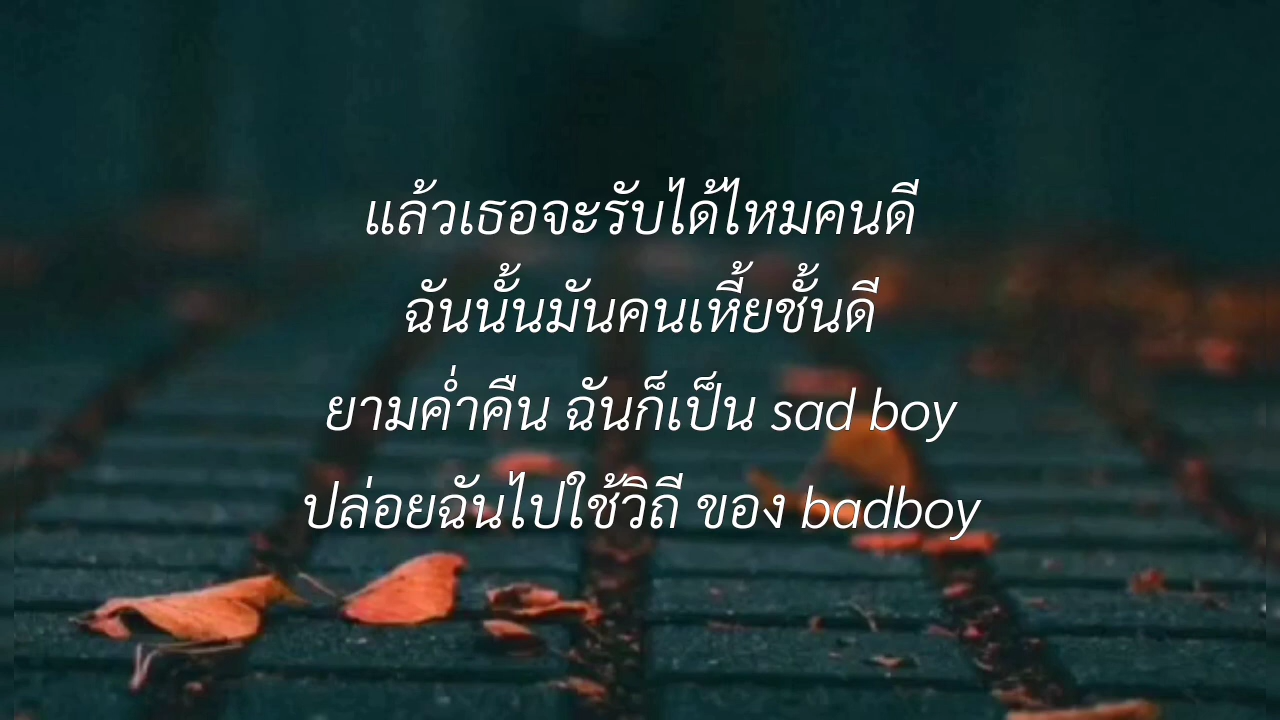 แล้วเธอจะรับได้ไหมคนดี
ฉันนั้นมันคนเหี้ยชั้นดี
ยามค่ำคืน ฉันก็เป็น sad boy
ปล่อยฉันไปใช้วิถี ของ badboy